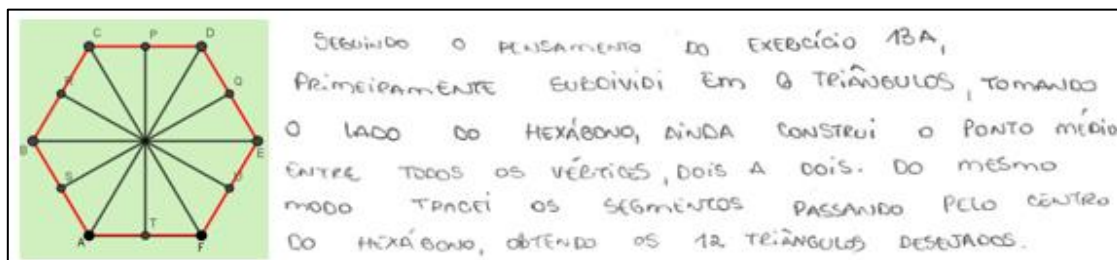 C P D
R Q
B E
S U
A T F
SEGUINDO O PENSAMENTO DO EXERCÍCIO 13A,
PRIMEIRAMENTE SUBDIVIDI EM 6 TRIÂNGULOS, TOMANDO
O LADO DO HEXÁGONO, AINDA CONSTRUI O PONTO MÉDIO
ENTRE TODOS OS VÉRTICES, DOIS A DOIS. DO MESMO
MODO TRACEI OS SEGMENTOS PASSANDO PELO CENTRO
DO HEXÁGONO, OBTENDO OS 12 TRIÂNGULOS DESEJADOS.